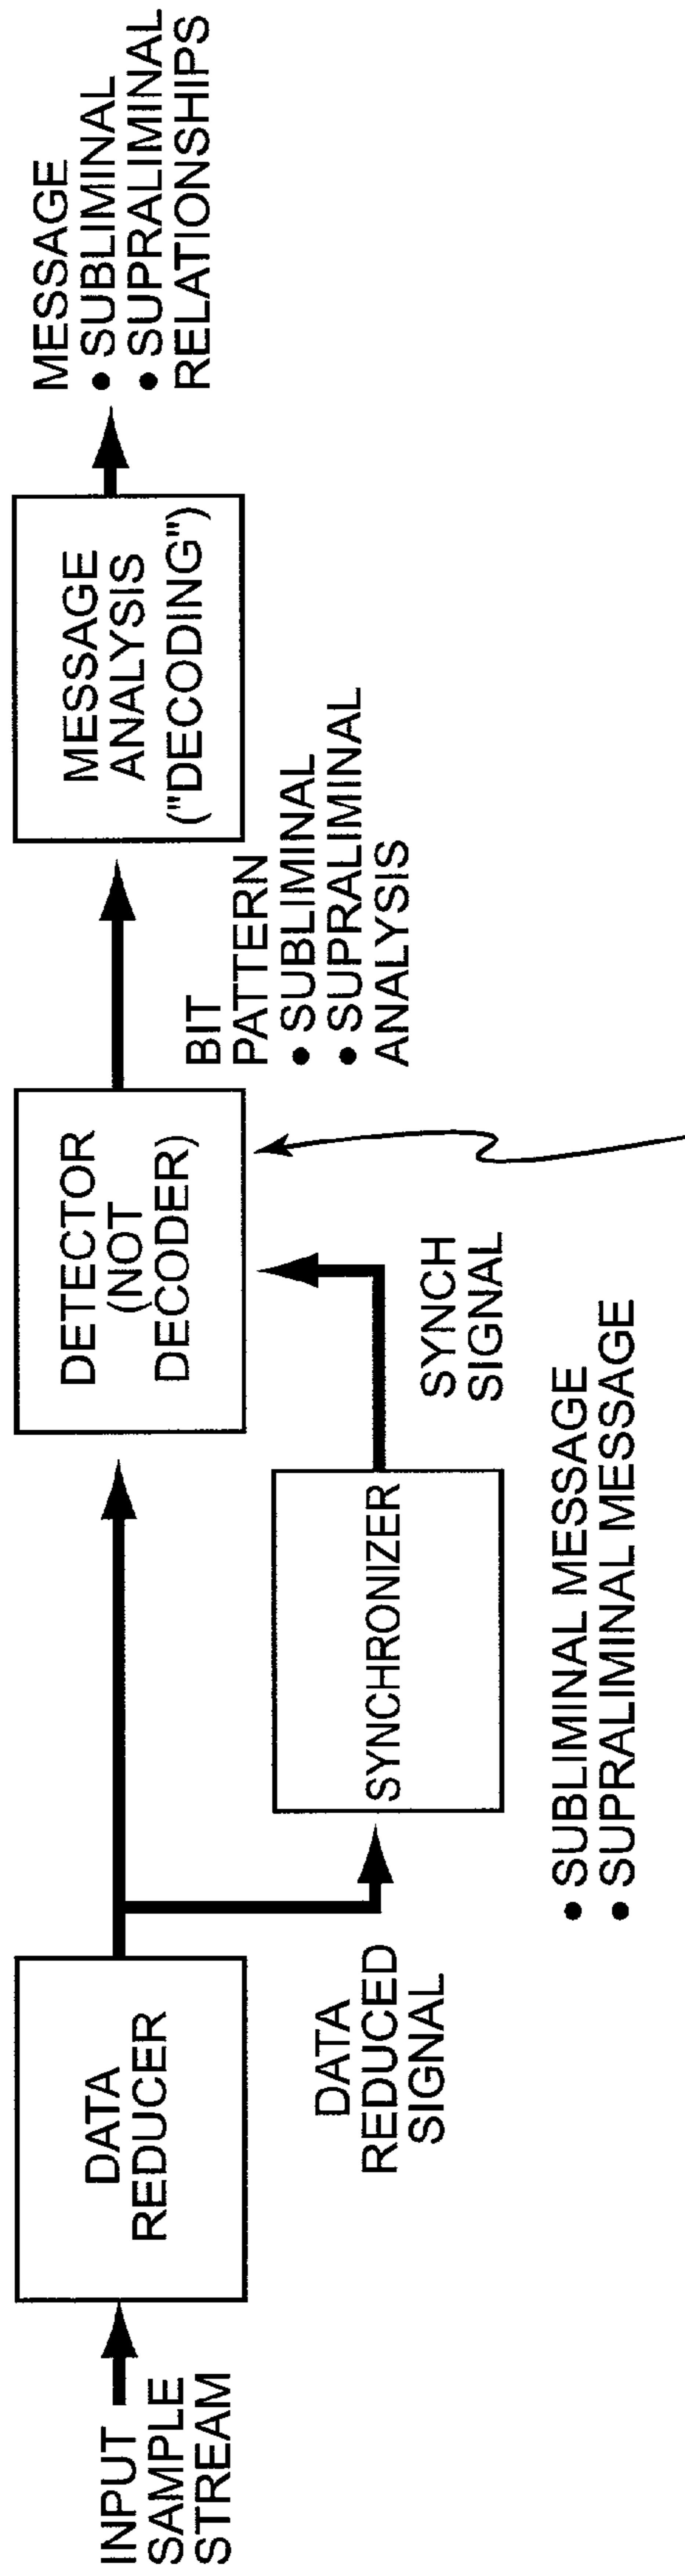 INPUT
SAMPLE
STREAM
DATA
REDUCER
DATA
REDUCED
SIGNAL
SYNCHRONIZER
• SUBLIMINAL MESSAGE
• SUPRALIMINAL MESSAGE
SYNCH
SIGNAL
DETECTOR
(NOT
DECODER)
BIT
PATTERN
• SUBLIMINAL
• SUPRALIMINAL
ANALYSIS
MESSAGE
ANALYSIS
("DECODING")
MESSAGE
• SUBLIMINAL
• SUPRALIMINAL
RELATIONSHIPS